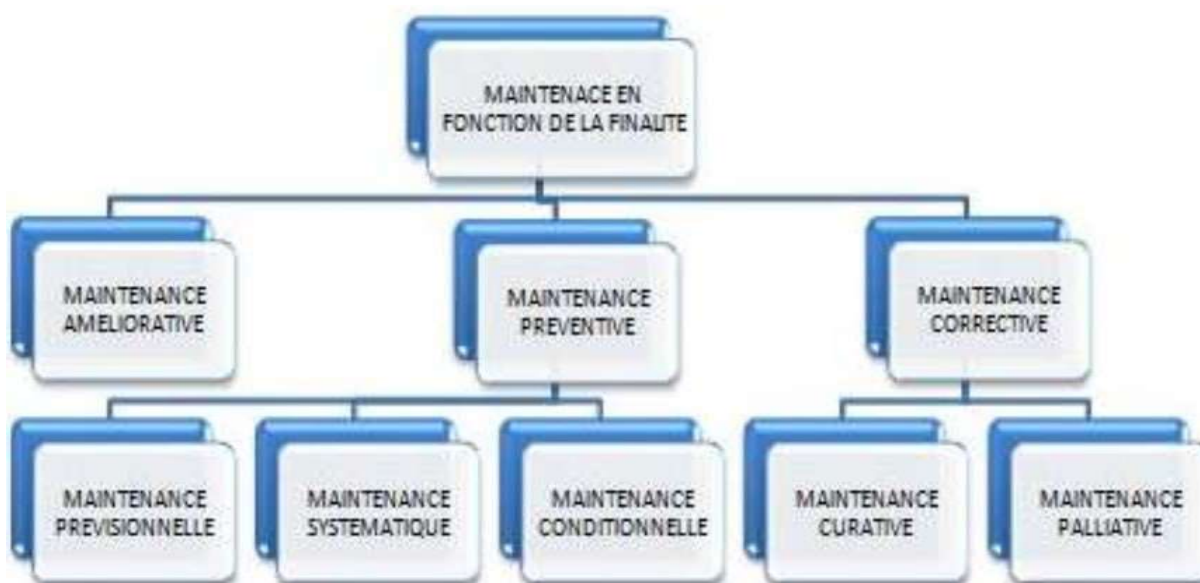 MAINTENACE EN
FONCTION DE LA FINALITE
MAINTENANCE
AMELIORATIVE
MAINTENANCE
PREVENTIVE
MAINTENANCE
CORRECTIVE
MAINTENANCE
PREVISIONNELLE
MAINTENANCE
SYSTEMATIQUE
MAINTENANCE
CONDITIONNELLE
MAINTENANCE
CURATIVE
MAINTENANCE
PALLIATIVE